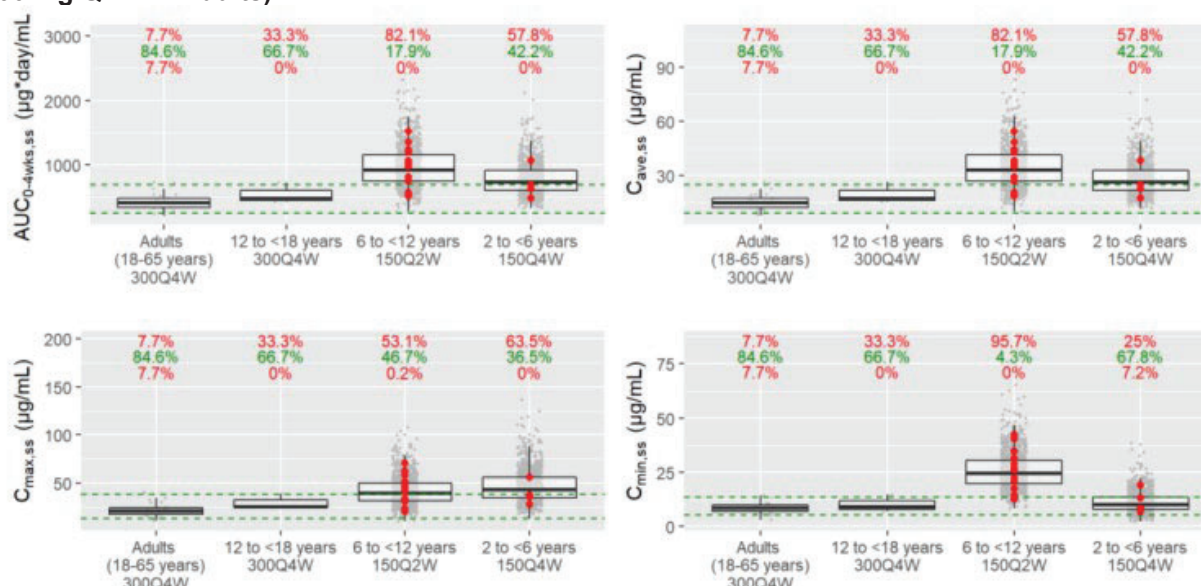 3000
2000
1000
AUC0-4wks,ss (µg*day/mL)
7.7% 33.3% 82.1% 57.8%
84.6% 66.7% 17.9% 42.2%
7.7% 0% 0% 0%
Adults 12 to <18 years 6 to <12 years 2 to <6 years
(18-65 years) 300Q4W 150Q2W 150Q4W
300Q4W
90
60
30
Cave,ss (µg/mL)
7.7% 33.3% 82.1% 57.8%
84.6% 66.7% 17.9% 42.2%
7.7% 0% 0% 0%
Adults 12 to <18 years 6 to <12 years 2 to <6 years
(18-65 years) 300Q4W 150Q2W 150Q4W
300Q4W
200
150
100
50
Cmax,ss (µg/mL)
7.7% 33.3% 53.1% 63.5%
84.6% 66.7% 46.7% 36.5%
7.7% 0% 0.2% 0%
Adults 12 to <18 years 6 to <12 years 2 to <6 years
(18-65 years) 300Q4W 150Q2W 150Q4W
300Q4W
75
50
25
0
Cmin,ss (µg/mL)
7.7% 33.3% 95.7% 25%
84.6% 66.7% 4.3% 67.8%
7.7% 0% 0% 7.2%
Adults 12 to <18 years 6 to <12 years 2 to <6 years
(18-65 years) 300Q4W 150Q2W 150Q4W
300Q4W